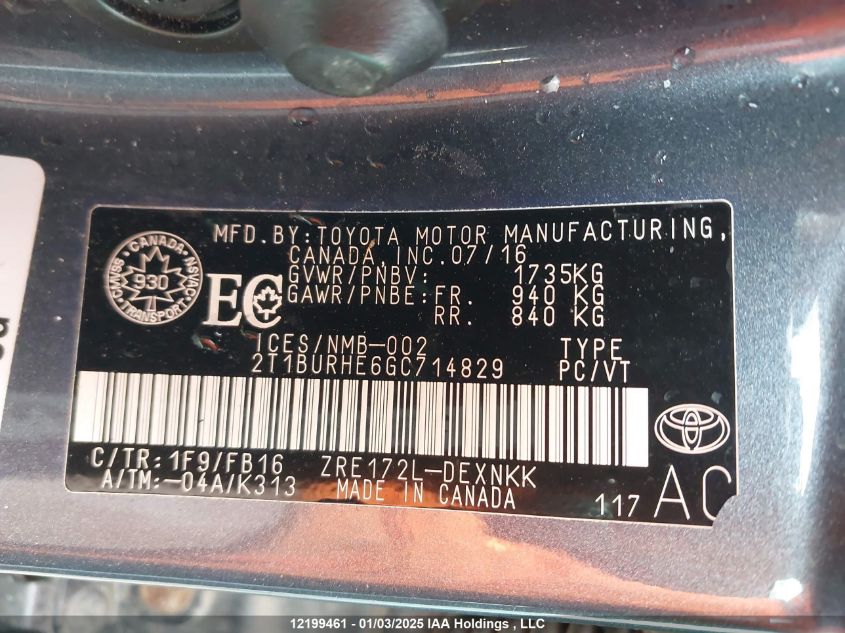 MFD.BY:TOYOTA MOTOR MANUFACTURING,
CANADA, INC.07/16
GVWR/PNBV: 1735KG
GAWR/PNBE: FR. 940 KG
RR. 840 KG
CANADA
930
TRANSPORT
EC
ICES/NMB-002 TYPE
2T1BURHE6GC714829 PC/VT
C/TR: 1F9/FB16 ZRE172L-DEXNKK
A/TM:-04A/K313 MADE IN CANADA
117 AC
12199461 - 01/03/2025 IAA Holdings , LLC